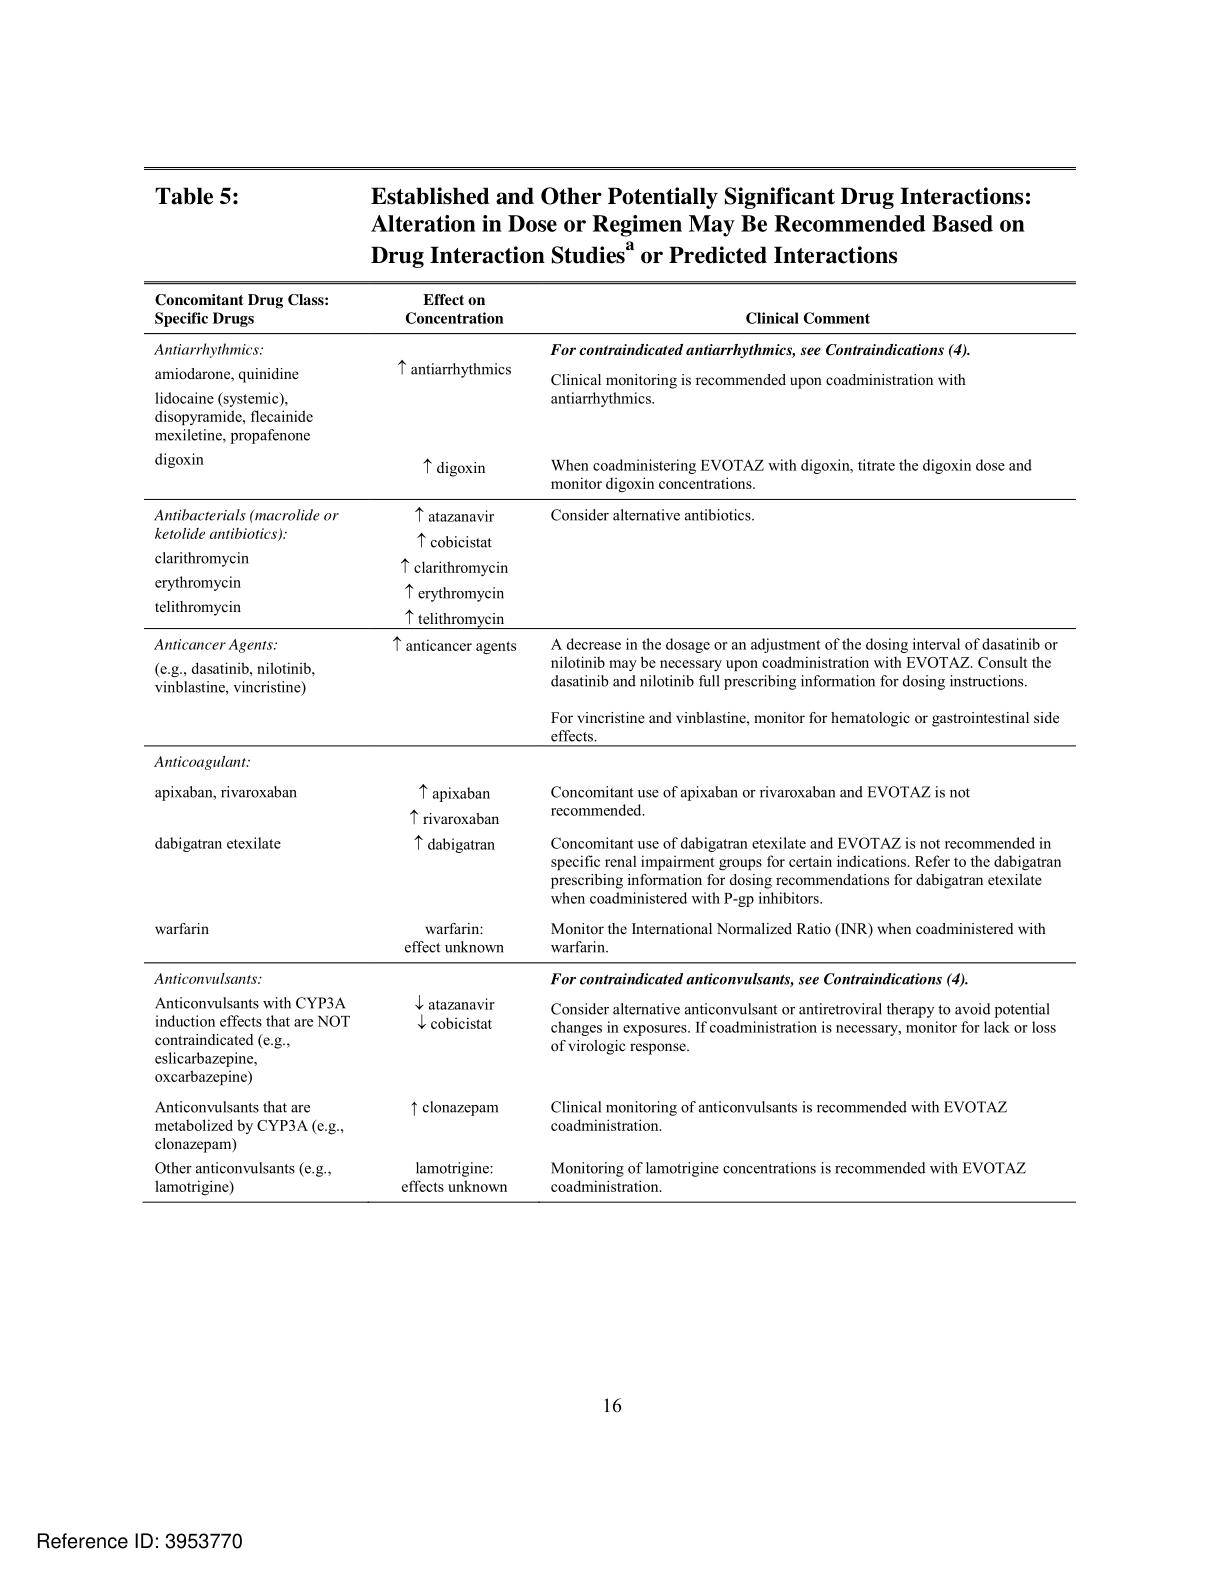 Table 5:
Established and Other Potentially Significant Drug Interactions:
Alteration in Dose or Regimen May Be Recommended Based on
Drug Interaction Studiesa or Predicted Interactions
Concomitant Drug Class:
Specific Drugs
Effect on
Concentration
Clinical Comment
Antiarrhythmics:
amiodarone, quinidine
lidocaine (systemic),
disopyramide, flecainide
mexiletine, propafenone
↑ antiarrhythmics
For contraindicated antiarrhythmics, see Contraindications (4).
Clinical monitoring is recommended upon coadministration with
antiarrhythmics.
digoxin
↑ digoxin
When coadministering EVOTAZ with digoxin, titrate the digoxin dose and
monitor digoxin concentrations.
Antibacterials (macrolide or
ketolide antibiotics):
clarithromycin
erythromycin
telithromycin
↑ atazanavir
↑ cobicistat
↑ clarithromycin
↑ erythromycin
↑ telithromycin
Consider alternative antibiotics.
Anticancer Agents:
(e.g., dasatinib, nilotinib,
vinblastine, vincristine)
↑ anticancer agents
A decrease in the dosage or an adjustment of the dosing interval of dasatinib or
nilotinib may be necessary upon coadministration with EVOTAZ. Consult the
dasatinib and nilotinib full prescribing information for dosing instructions.
For vincristine and vinblastine, monitor for hematologic or gastrointestinal side
effects.
Anticoagulant:
apixaban, rivaroxaban
↑ apixaban
↑ rivaroxaban
Concomitant use of apixaban or rivaroxaban and EVOTAZ is not
recommended.
dabigatran etexilate
↑ dabigatran
Concomitant use of dabigatran etexilate and EVOTAZ is not recommended in
specific renal impairment groups for certain indications. Refer to the dabigatran
prescribing information for dosing recommendations for dabigatran etexilate
when coadministered with P-gp inhibitors.
warfarin
warfarin:
effect unknown
Monitor the International Normalized Ratio (INR) when coadministered with
warfarin.
Anticonvulsants:
Anticonvulsants with CYP3A
induction effects that are NOT
contraindicated (e.g.,
eslicarbazepine,
oxcarbazepine)
↓ atazanavir
↓ cobicistat
For contraindicated anticonvulsants, see Contraindications (4).
Consider alternative anticonvulsant or antiretroviral therapy to avoid potential
changes in exposures. If coadministration is necessary, monitor for lack or loss
of virologic response.
Anticonvulsants that are
metabolized by CYP3A (e.g.,
clonazepam)
↑ clonazepam
Clinical monitoring of anticonvulsants is recommended with EVOTAZ
coadministration.
Other anticonvulsants (e.g.,
lamotrigine)
lamotrigine:
effects unknown
Monitoring of lamotrigine concentrations is recommended with EVOTAZ
coadministration.
16
Reference ID: 3953770